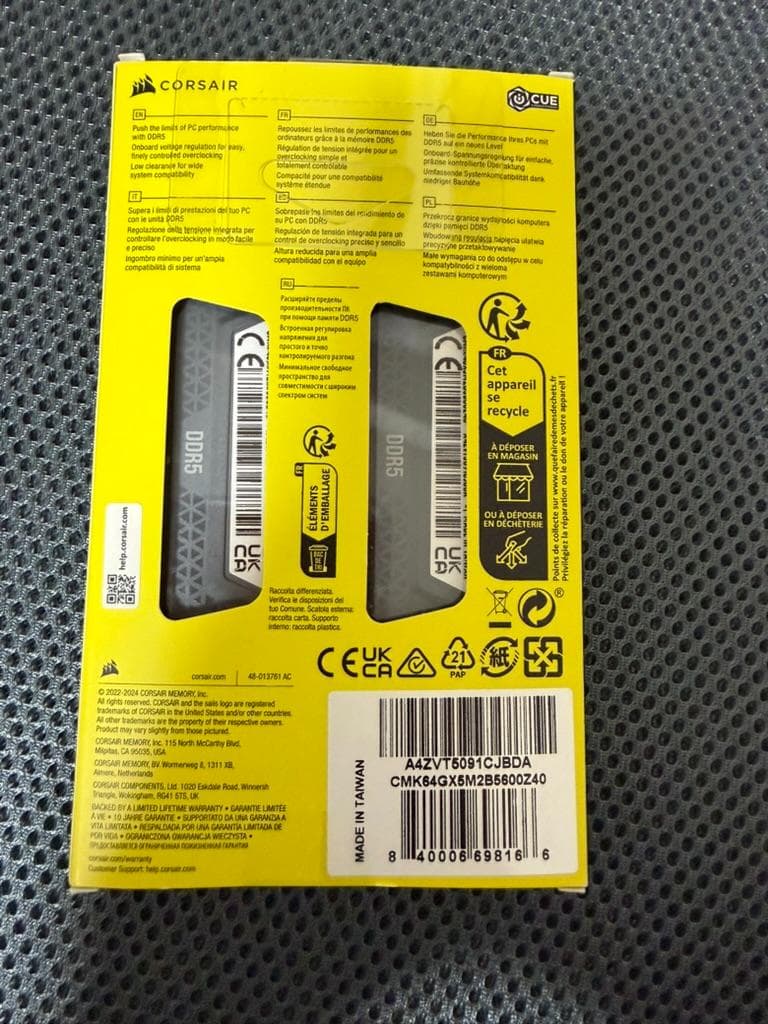 CORSAIR
iCUE
EN
Push the limits of PC performance
with DDR5
Onboard voltage regulation for easy,
finely controlled overclocking
Low clearance for wide
system compatibility
FR
Repoussez les limites de performances des
ordinateurs grâce à la mémoire DDR5
Régulation de tension intégrée pour un
overclocking simple et
totalement contrôlable
Compacité pour une compatibilité
système étendue
DE
Heben Sie die Performance Ihres PCs mit
DDR5 auf ein neues Level
Onboard-Spannungsregelung für einfache,
präzise kontrollierte Übertaktung
Umfassende Systemkompatibilität dank
niedriger Bauhöhe
IT
Supera i limiti di prestazioni del tuo PC
con le unità DDR5
Regolazione della tensione integrata per
controllare l'overclocking in modo facile
e preciso
Ingombro minimo per un'ampia
compatibilità di sistema
ES
Sobrepase los límites del rendimiento de
su PC con DDR5
Regulación de tensión integrada para un
control de overclocking preciso y sencillo
Altura reducida para una amplia
compatibilidad con el equipo
PL
Przekrocz granice wydajności komputera
dzięki pamięci DDR5
Wbudowana regulacja napięcia ułatwia
precyzyjne przetaktowywanie
Małe wymagania co do odstępu w celu
kompatybilności z wieloma
zestawami komputerowymi
RU
Расширяйте пределы
производительности ПК
при помощи памяти DDR5
Встроенная регулировка
напряжения для
простого и точно
контролируемого разгона
Минимальное свободное
пространство для
совместимости с широким
спектром систем
DDR5
CE
UK
CA
DDR5
CE
UK
CA
FR
Cet
appareil
se
recycle
À DÉPOSER
EN MAGASIN
OU À DÉPOSER
EN DÉCHÈTERIE
Points de collecte sur www.quefairedemesdechets.fr
Privilégiez la réparation ou le don de votre appareil !
FR
ÉLÉMENTS
D'EMBALLAGE
BAC
DE
TRI
help.corsair.com
Raccolta differenziata.
Verifica le disposizioni del
tuo Comune. Scatola esterna:
raccolta carta. Supporto
interno: raccolta plastica.
®
CE
UK
CA
21
PAP
紙
corsair.com
48-013761 AC
© 2022-2024 CORSAIR MEMORY, Inc.
All rights reserved. CORSAIR and the sails logo are registered
trademarks of CORSAIR in the United States and/or other countries.
All other trademarks are the property of their respective owners.
Product may vary slightly from those pictured.
CORSAIR MEMORY, Inc. 115 North McCarthy Blvd,
Milpitas, CA 95035, USA
CORSAIR MEMORY, BV. Wormerweg 8, 1311 XB,
Almere, Netherlands
CORSAIR COMPONENTS, Ltd. 1020 Eskdale Road, Winnersh
Triangle, Wokingham, RG41 5TS, UK
BACKED BY A LIMITED LIFETIME WARRANTY • GARANTIE LIMITÉE
À VIE • 10 JAHRE GARANTIE • SUPPORTATO DA UNA GARANZIA A
VITA LIMITATA • RESPALDADA POR UNA GARANTÍA LIMITADA DE
POR VIDA • OGRANICZONA GWARANCJA WIECZYSTA •
ПРЕДОСТАВЛЯЕТСЯ ОГРАНИЧЕННАЯ ПОЖИЗНЕННАЯ ГАРАНТИЯ
corsair.com/warranty
Customer Support: help.corsair.com
MADE IN TAIWAN
A4ZVT5091CJBDA
CMK64GX5M2B5600Z40
8 40006 69816 6